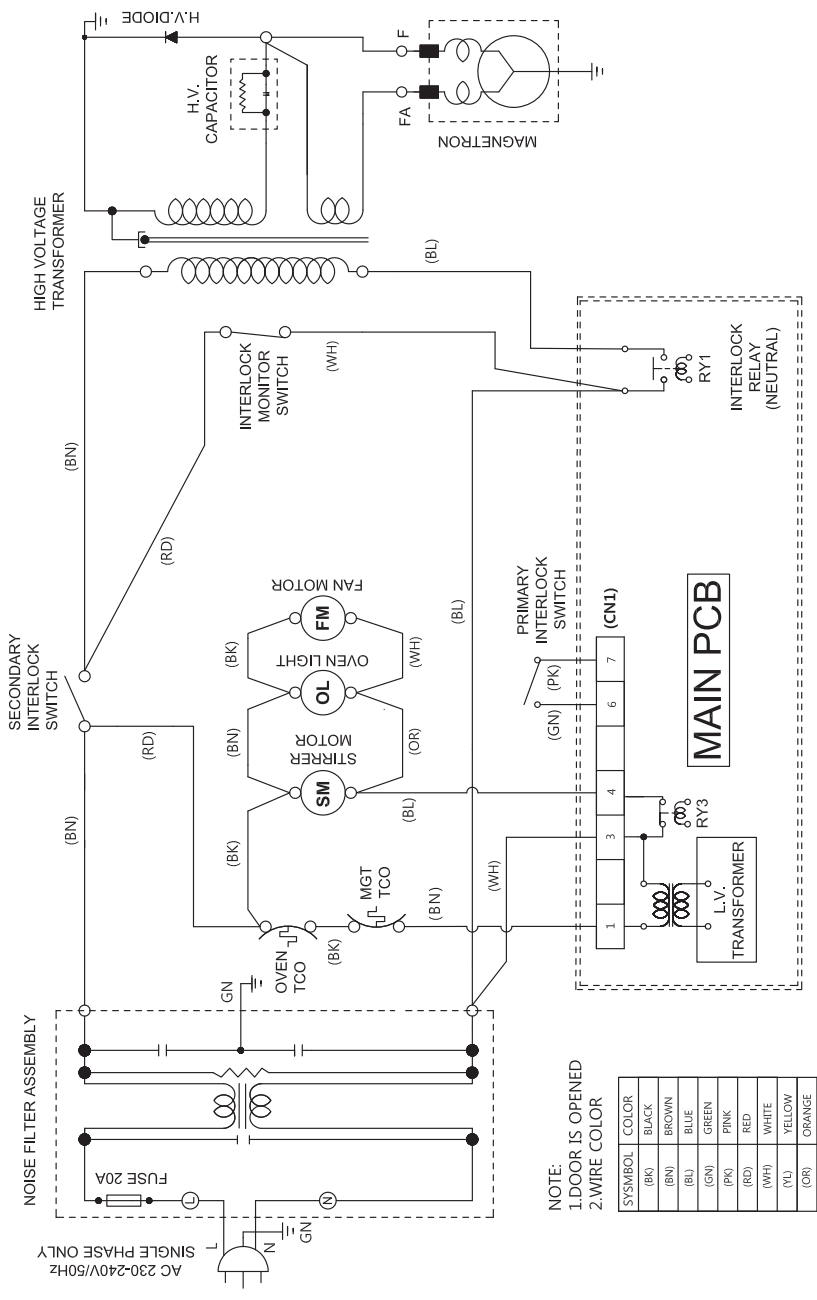 H.V.DIODE
F
H.V.
CAPACITOR
FA
MAGNETRON
HIGH VOLTAGE
TRANSFORMER
(BL)
INTERLOCK
MONITOR
SWITCH
(WH)
(BN)
(RD)
INTERLOCK
RELAY
(NEUTRAL)
RY1
SECONDARY
INTERLOCK
SWITCH
(RD)
(BN)
FAN MOTOR
FM
(BK)
(WH)
OVEN LIGHT
OL
(BN)
(OR)
STIRRER
MOTOR
SM
(BK)
(BL)
(BL)
PRIMARY
INTERLOCK
SWITCH
(PK)
(GN)
(CN1)
7
6
4
3
1
MAIN PCB
RY3
L.V.
TRANSFORMER
MGT
TCO
OVEN
TCO
(BK)
(BN)
(WH)
NOISE FILTER ASSEMBLY
GN
FUSE 20A
L
N
AC 230-240V/50Hz
SINGLE PHASE ONLY
L
N
GN
NOTE:
1.DOOR IS OPENED
2.WIRE COLOR
SYSMBOL COLOR
(BK) BLACK
(BN) BROWN
(BL) BLUE
(GN) GREEN
(PK) PINK
(RD) RED
(WH) WHITE
(YL) YELLOW
(OR) ORANGE